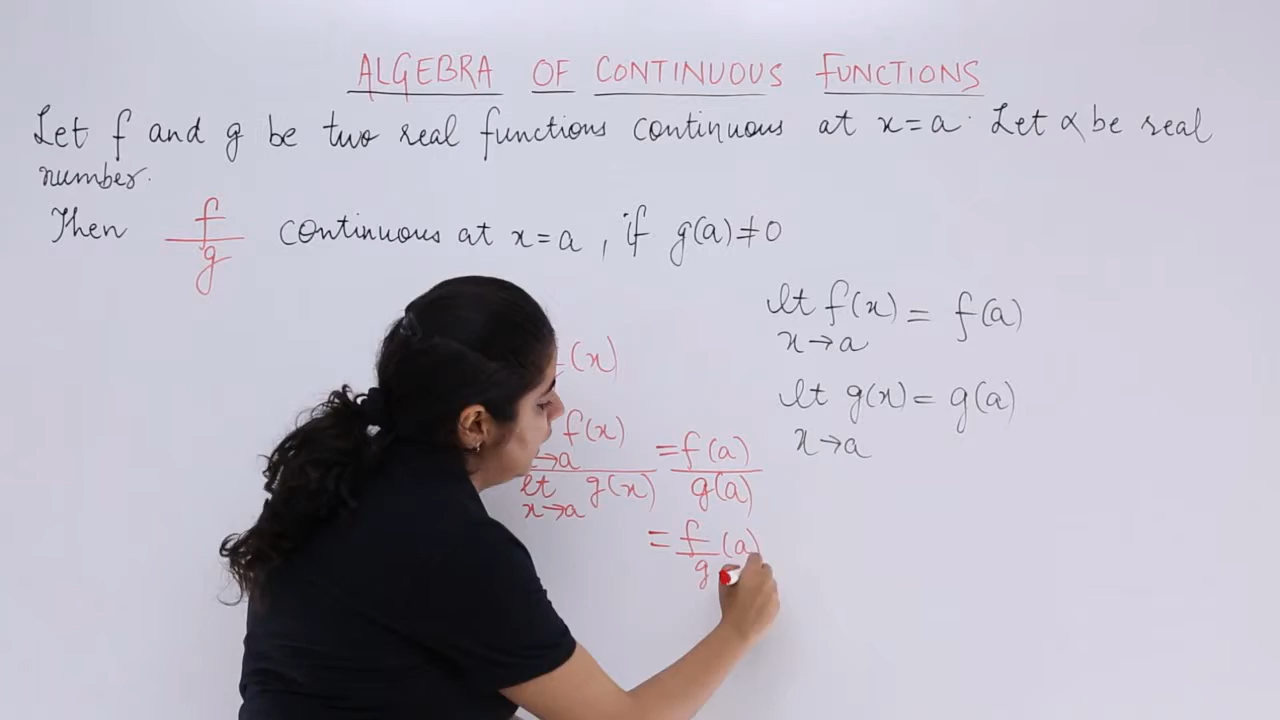 ALGEBRA OF CONTINUOUS FUNCTIONS
Let f and g be two real functions continuous at x=a. Let α be real
number.
Then f/g continuous at x=a, if g(a)≠0
lt f(x) = f(a)
x→a
lt g(x) = g(a)
x→a
(x)
f(x) = f(a)
→a
lt g(x) g(a)
x→a
= f/g (a)